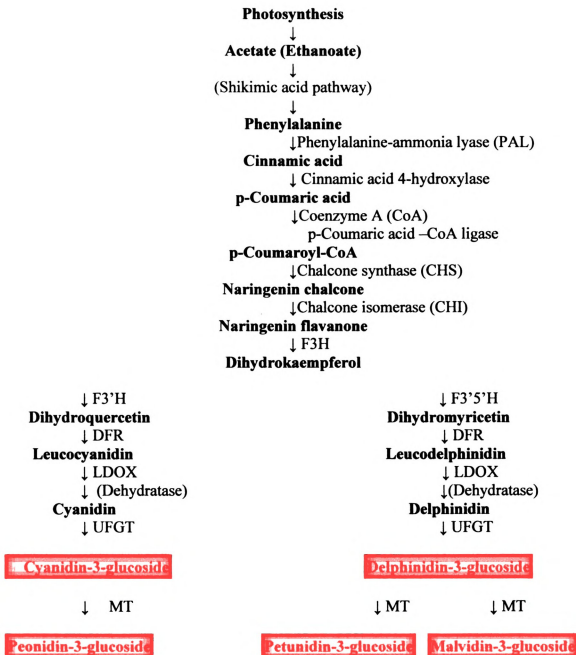 Photosynthesis
↓
Acetate (Ethanoate)
↓
(Shikimic acid pathway)
↓
Phenylalanine
↓Phenylalanine-ammonia lyase (PAL)
Cinnamic acid
↓ Cinnamic acid 4-hydroxylase
p-Coumaric acid
↓Coenzyme A (CoA)
p-Coumaric acid –CoA ligase
p-Coumaroyl-CoA
↓Chalcone synthase (CHS)
Naringenin chalcone
↓Chalcone isomerase (CHI)
Naringenin flavanone
↓ F3H
Dihydrokaempferol
↓ F3’H ↓ F3’5’H
Dihydroquercetin Dihydromyricetin
↓ DFR ↓ DFR
Leucocyanidin Leucodelphinidin
↓ LDOX ↓ LDOX
↓ (Dehydratase) ↓(Dehydratase)
Cyanidin Delphinidin
↓ UFGT ↓ UFGT
Cyanidin-3-glucoside Delphinidin-3-glucoside
↓ MT ↓ MT ↓ MT
Peonidin-3-glucoside Petunidin-3-glucoside Malvidin-3-glucoside